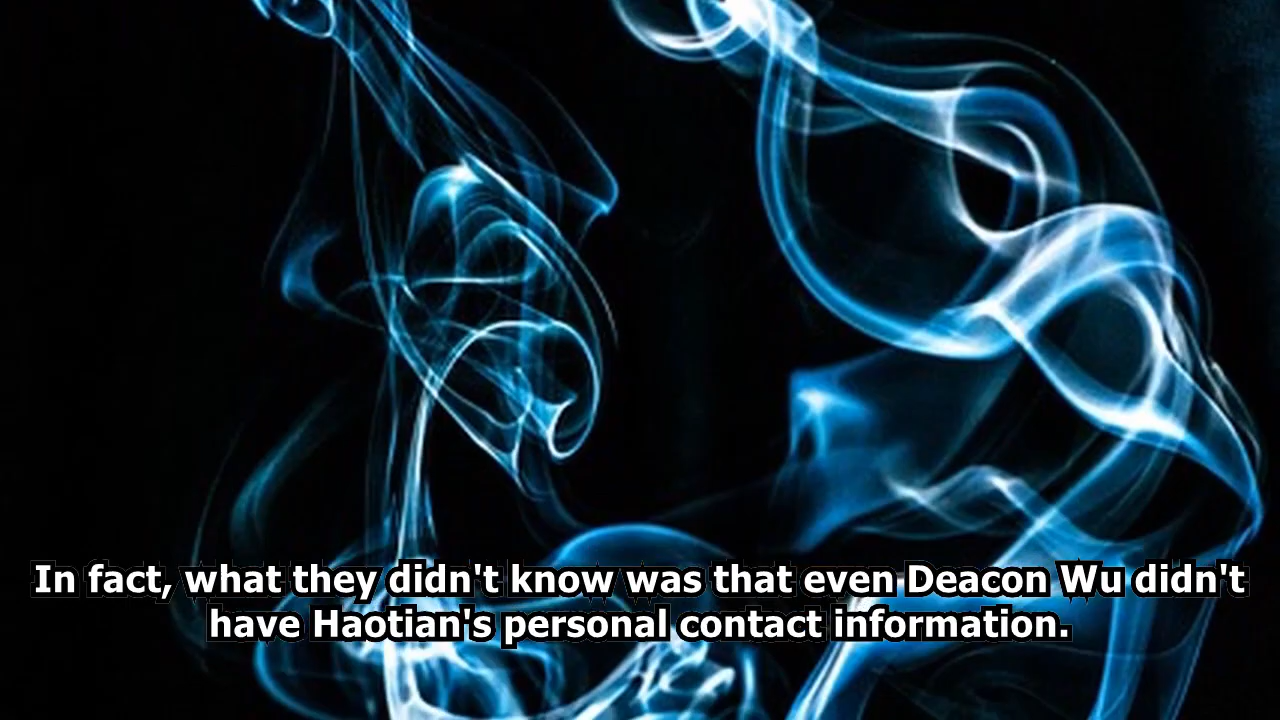 In fact, what they didn't know was that even Deacon Wu didn't
have Haotian's personal contact information.